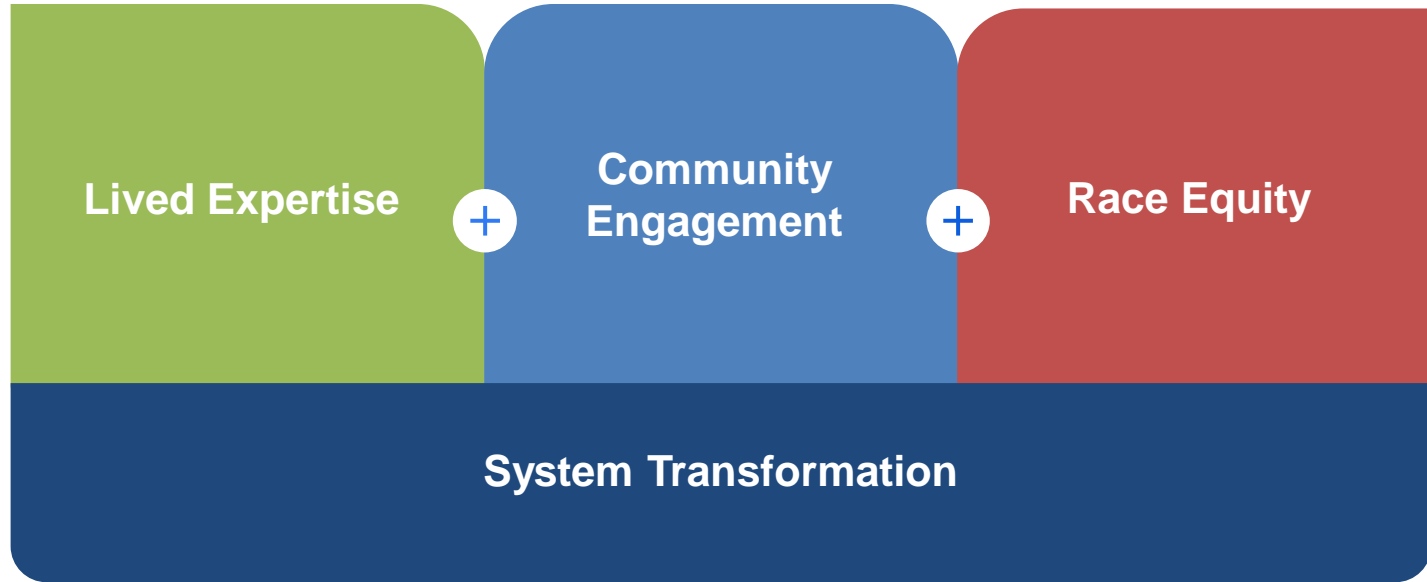 Lived Expertise
+
Community
Engagement
+
Race Equity
System Transformation